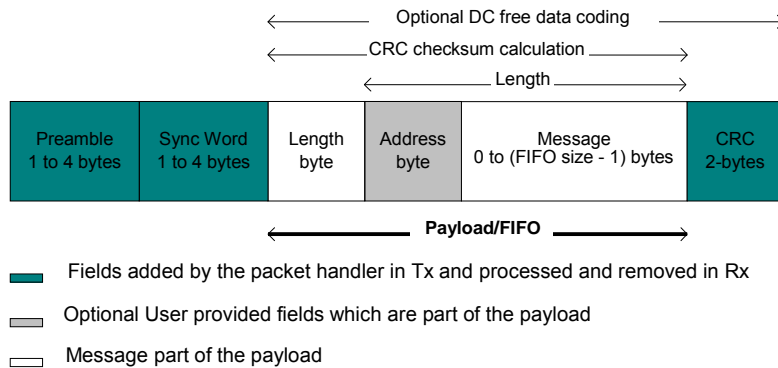 Optional DC free data coding
CRC checksum calculation
Length
Preamble
1 to 4 bytes
Sync Word
1 to 4 bytes
Length
byte
Address
byte
Message
0 to (FIFO size - 1) bytes
CRC
2-bytes
Payload/FIFO
Fields added by the packet handler in Tx and processed and removed in Rx
Optional User provided fields which are part of the payload
Message part of the payload